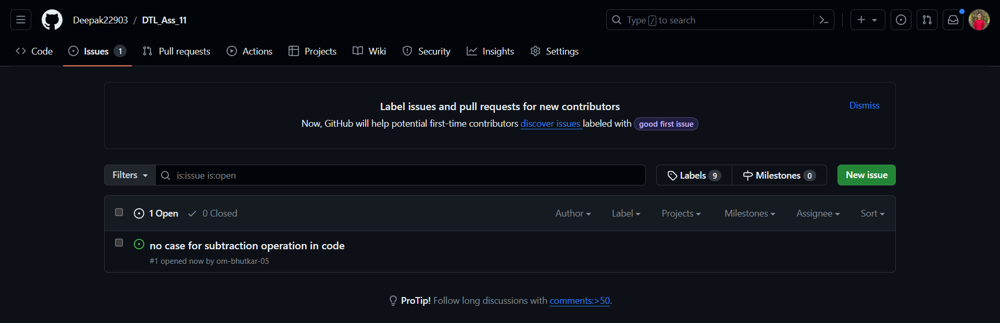 Deepak22903 / DTL_Ass_11
Type / to search
Code Issues 1 Pull requests Actions Projects Wiki Security Insights Settings
Label issues and pull requests for new contributors
Dismiss
Now, GitHub will help potential first-time contributors discover issues labeled with good first issue
Filters is:issue is:open Labels 9 Milestones 0 New issue
1 Open 0 Closed Author Label Projects Milestones Assignee Sort
no case for subtraction operation in code
#1 opened now by om-bhutkar-05
ProTip! Follow long discussions with comments:>50.